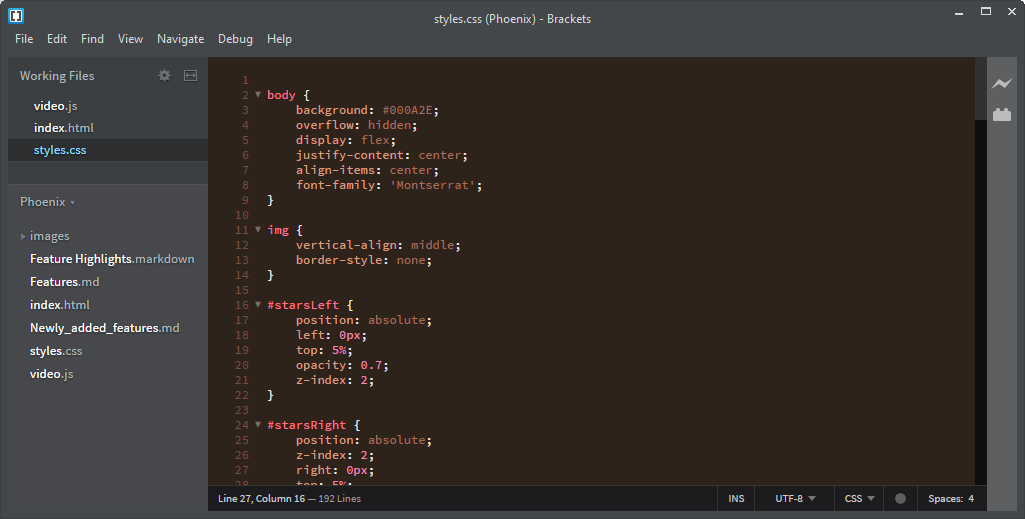 styles.css (Phoenix) - Brackets
File Edit Find View Navigate Debug Help
Working Files
video.js
index.html
styles.css
Phoenix
images
Feature Highlights.markdown
Features.md
index.html
Newly_added_features.md
styles.css
video.js
1
2 body {
3     background: #000A2E;
4     overflow: hidden;
5     display: flex;
6     justify-content: center;
7     align-items: center;
8     font-family: 'Montserrat';
9 }
10
11 img {
12     vertical-align: middle;
13     border-style: none;
14 }
15
16 #starsLeft {
17     position: absolute;
18     left: 0px;
19     top: 5%;
20     opacity: 0.7;
21     z-index: 2;
22 }
23
24 #starsRight {
25     position: absolute;
26     z-index: 2;
27     right: 0px;
28     top: 5%;
Line 27, Column 16 — 192 Lines INS UTF-8 CSS Spaces: 4